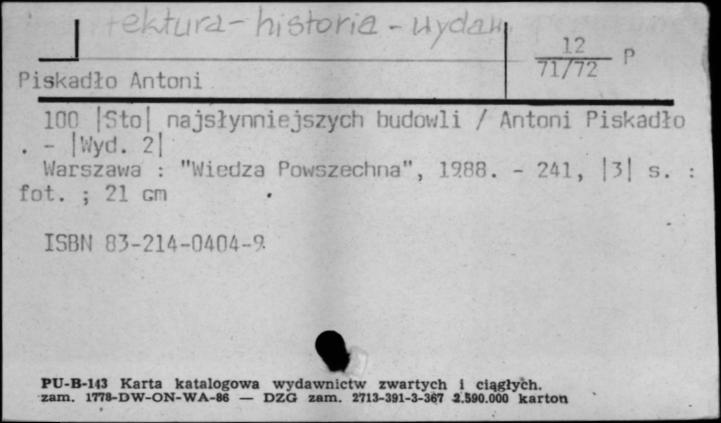 tektura - historia - wydaw.
12
71/72 P
Piskadło Antoni
100 |Sto| najsłynniejszych budowli / Antoni Piskadło
. - |Wyd. 2|
Warszawa : "Wiedza Powszechna", 1988. - 241, |3| s. :
fot. ; 21 cm
ISBN 83-214-0404-9
PU-B-143 Karta katalogowa wydawnictw zwartych i ciągłych.
zam. 1778-DW-ON-WA-86 — DZG zam. 2713-391-3-367 2.590.000 karton